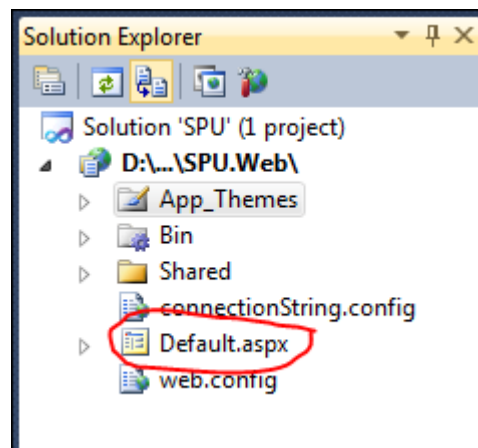 Solution Explorer
Solution 'SPU' (1 project)
D:\...\SPU.Web\
App_Themes
Bin
Shared
connectionString.config
Default.aspx
web.config